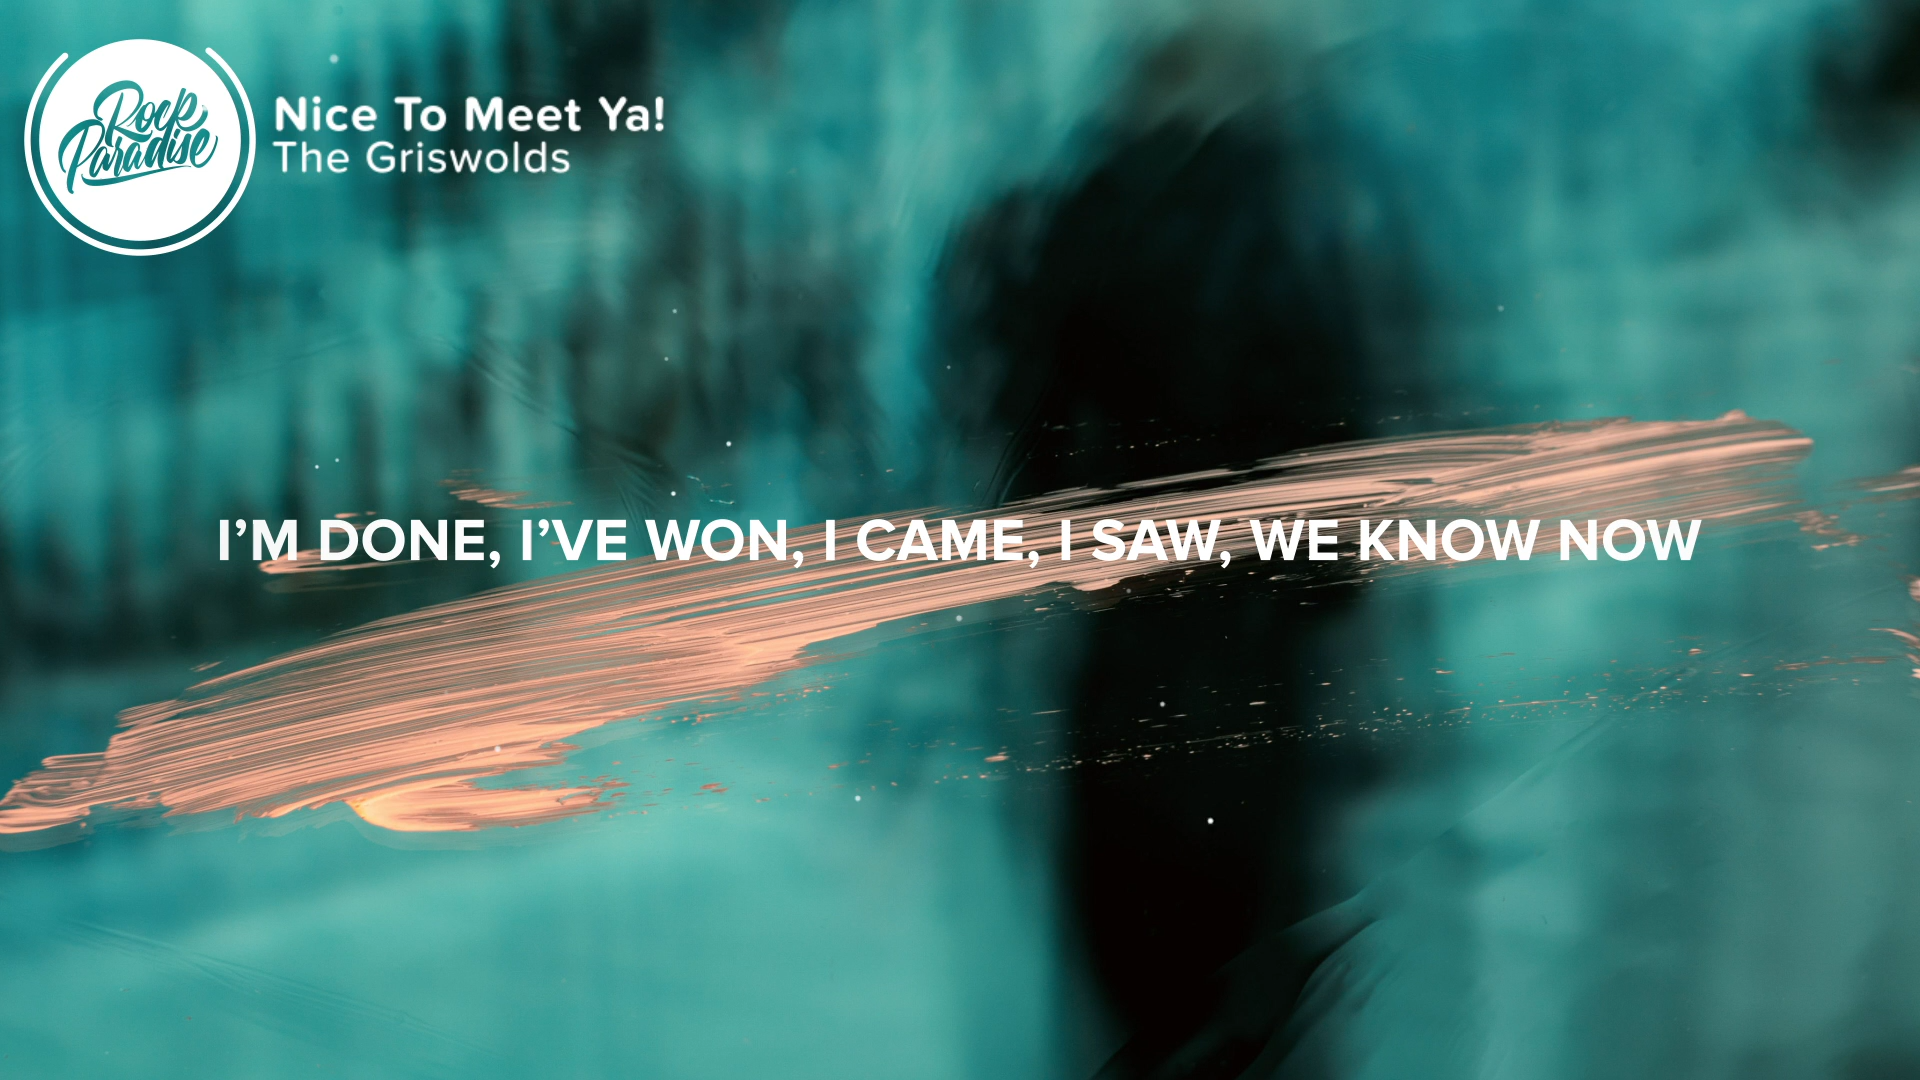 Rock
Paradise
Nice To Meet Ya!
The Griswolds
I’M DONE, I’VE WON, I CAME, I SAW, WE KNOW NOW